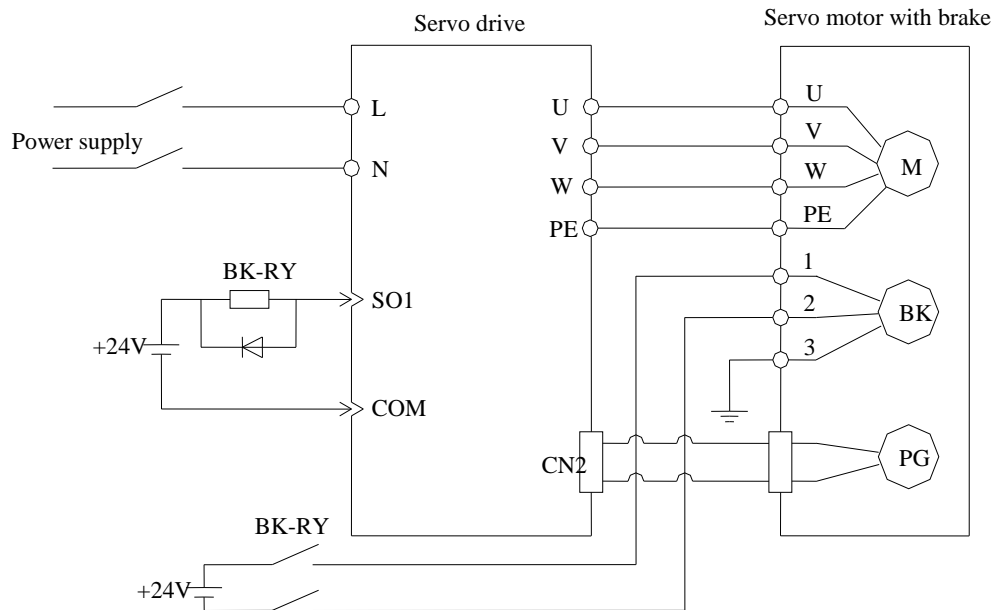 Servo drive
Servo motor with brake
Power supply
L
N
U
V
W
PE
U
V
W
PE
M
BK-RY
+24V
SO1
COM
1
2
3
BK
CN2
PG
BK-RY
+24V